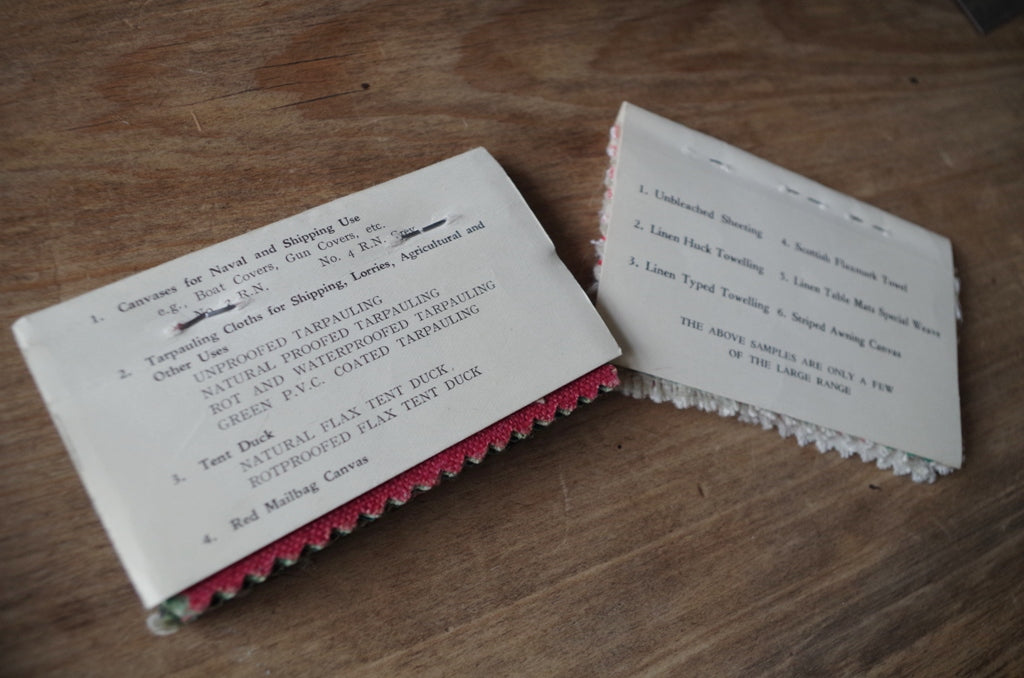 1. Canvases for Naval and Shipping Use
e.g., Boat Covers, Gun Covers, etc.
No. 2 R.N. No. 4 R.N. Grey
2. Tarpauling Cloths for Shipping, Lorries, Agricultural and
Other Uses
UNPROOFED TARPAULING
NATURAL PROOFED TARPAULING
ROT AND WATERPROOFED TARPAULING
GREEN P.V.C. COATED TARPAULING
3. Tent Duck
NATURAL FLAX TENT DUCK
ROTPROOFED FLAX TENT DUCK
4. Red Mailbag Canvas
1. Unbleached Sheeting
2. Linen Huck Towelling
3. Linen Typed Towelling
4. Scottish Flaxmark Towel
5. Linen Table Mats Special Weave
6. Striped Awning Canvas
THE ABOVE SAMPLES ARE ONLY A FEW
OF THE LARGE RANGE